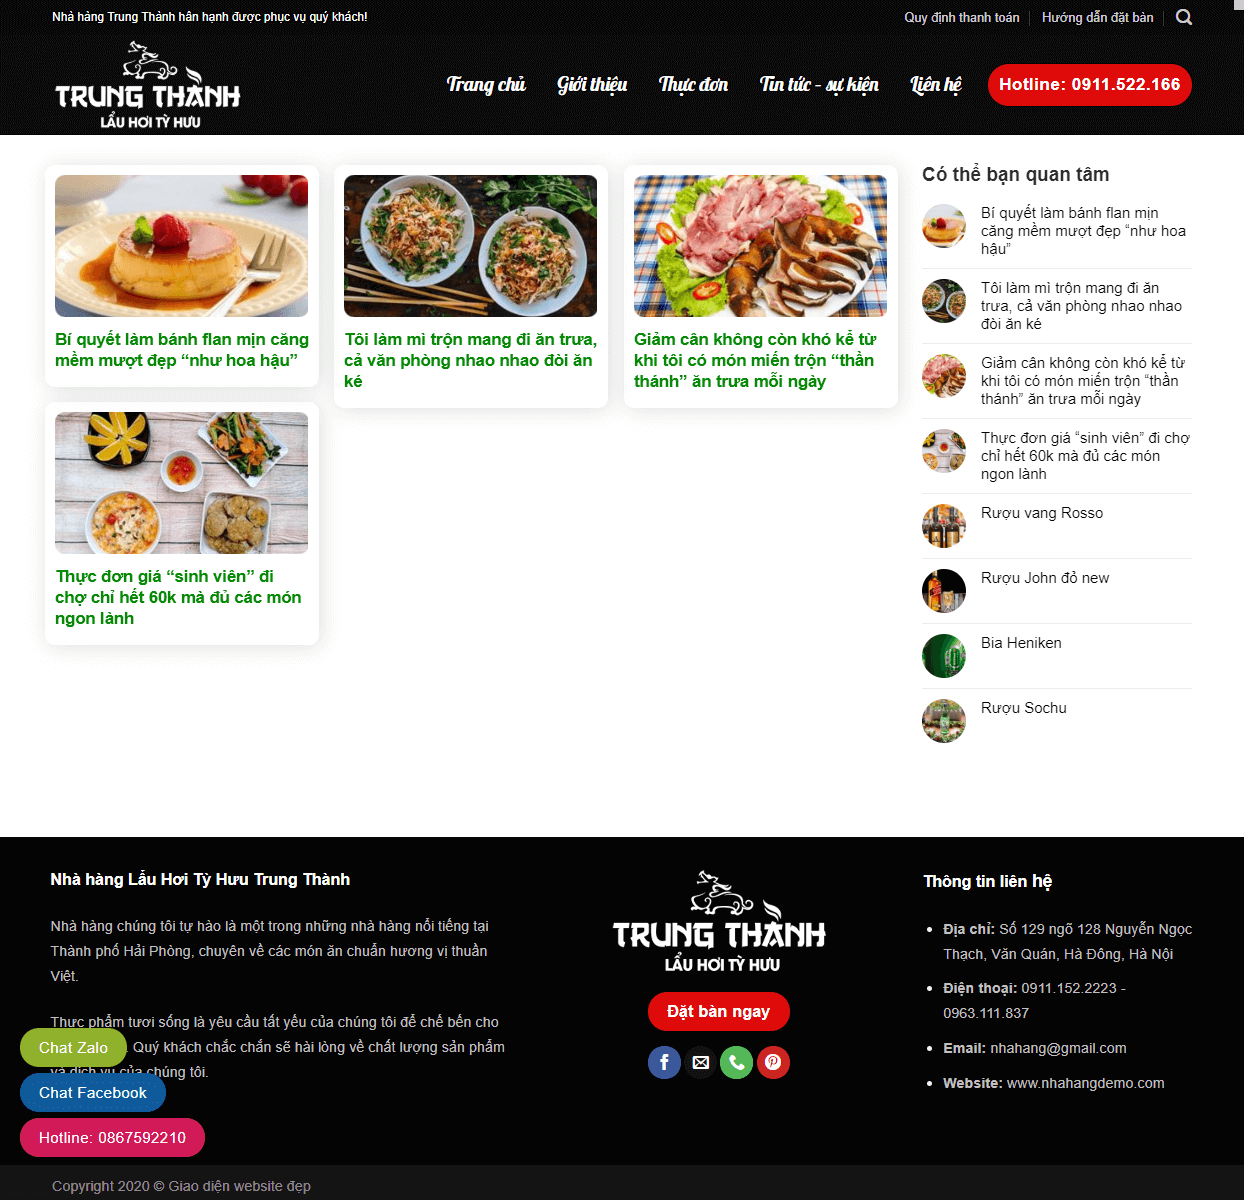 Nhà hàng Trung Thành hân hạnh được phục vụ quý khách!
Quy định thanh toán
Hướng dẫn đặt bàn
TRUNG THÀNH
LẨU HƠI TỲ HƯU
Trang chủ
Giới thiệu
Thực đơn
Tin tức – sự kiện
Liên hệ
Hotline: 0911.522.166
Bí quyết làm bánh flan mịn căng
mềm mượt đẹp “như hoa hậu”
Tôi làm mì trộn mang đi ăn trưa,
cả văn phòng nhao nhao đòi ăn
ké
Giảm cân không còn khó kể từ
khi tôi có món miến trộn “thần
thánh” ăn trưa mỗi ngày
Thực đơn giá “sinh viên” đi
chợ chỉ hết 60k mà đủ các món
ngon lành
Có thể bạn quan tâm
Bí quyết làm bánh flan mịn
căng mềm mượt đẹp “như hoa
hậu”
Tôi làm mì trộn mang đi ăn
trưa, cả văn phòng nhao nhao
đòi ăn ké
Giảm cân không còn khó kể từ
khi tôi có món miến trộn “thần
thánh” ăn trưa mỗi ngày
Thực đơn giá “sinh viên” đi chợ
chỉ hết 60k mà đủ các món
ngon lành
Rượu vang Rosso
Rượu John đỏ new
Bia Heniken
Rượu Sochu
Nhà hàng Lẩu Hơi Tỳ Hưu Trung Thành
Nhà hàng chúng tôi tự hào là một trong những nhà hàng nổi tiếng tại
Thành phố Hải Phòng, chuyên về các món ăn chuẩn hương vị thuần
Việt.
Thực phẩm tươi sống là yêu cầu tất yếu của chúng tôi để chế bến cho
Quý khách chắc chắn sẽ hài lòng về chất lượng sản phẩm
và dịch vụ của chúng tôi.
Chat Zalo
Chat Facebook
Hotline: 0867592210
TRUNG THÀNH
LẨU HƠI TỲ HƯU
Đặt bàn ngay
Thông tin liên hệ
Địa chỉ: Số 129 ngõ 128 Nguyễn Ngọc
Thạch, Văn Quán, Hà Đông, Hà Nội
Điện thoại: 0911.152.2223 -
0963.111.837
Email: nhahang@gmail.com
Website: www.nhahangdemo.com
Copyright 2020 © Giao diện website đẹp